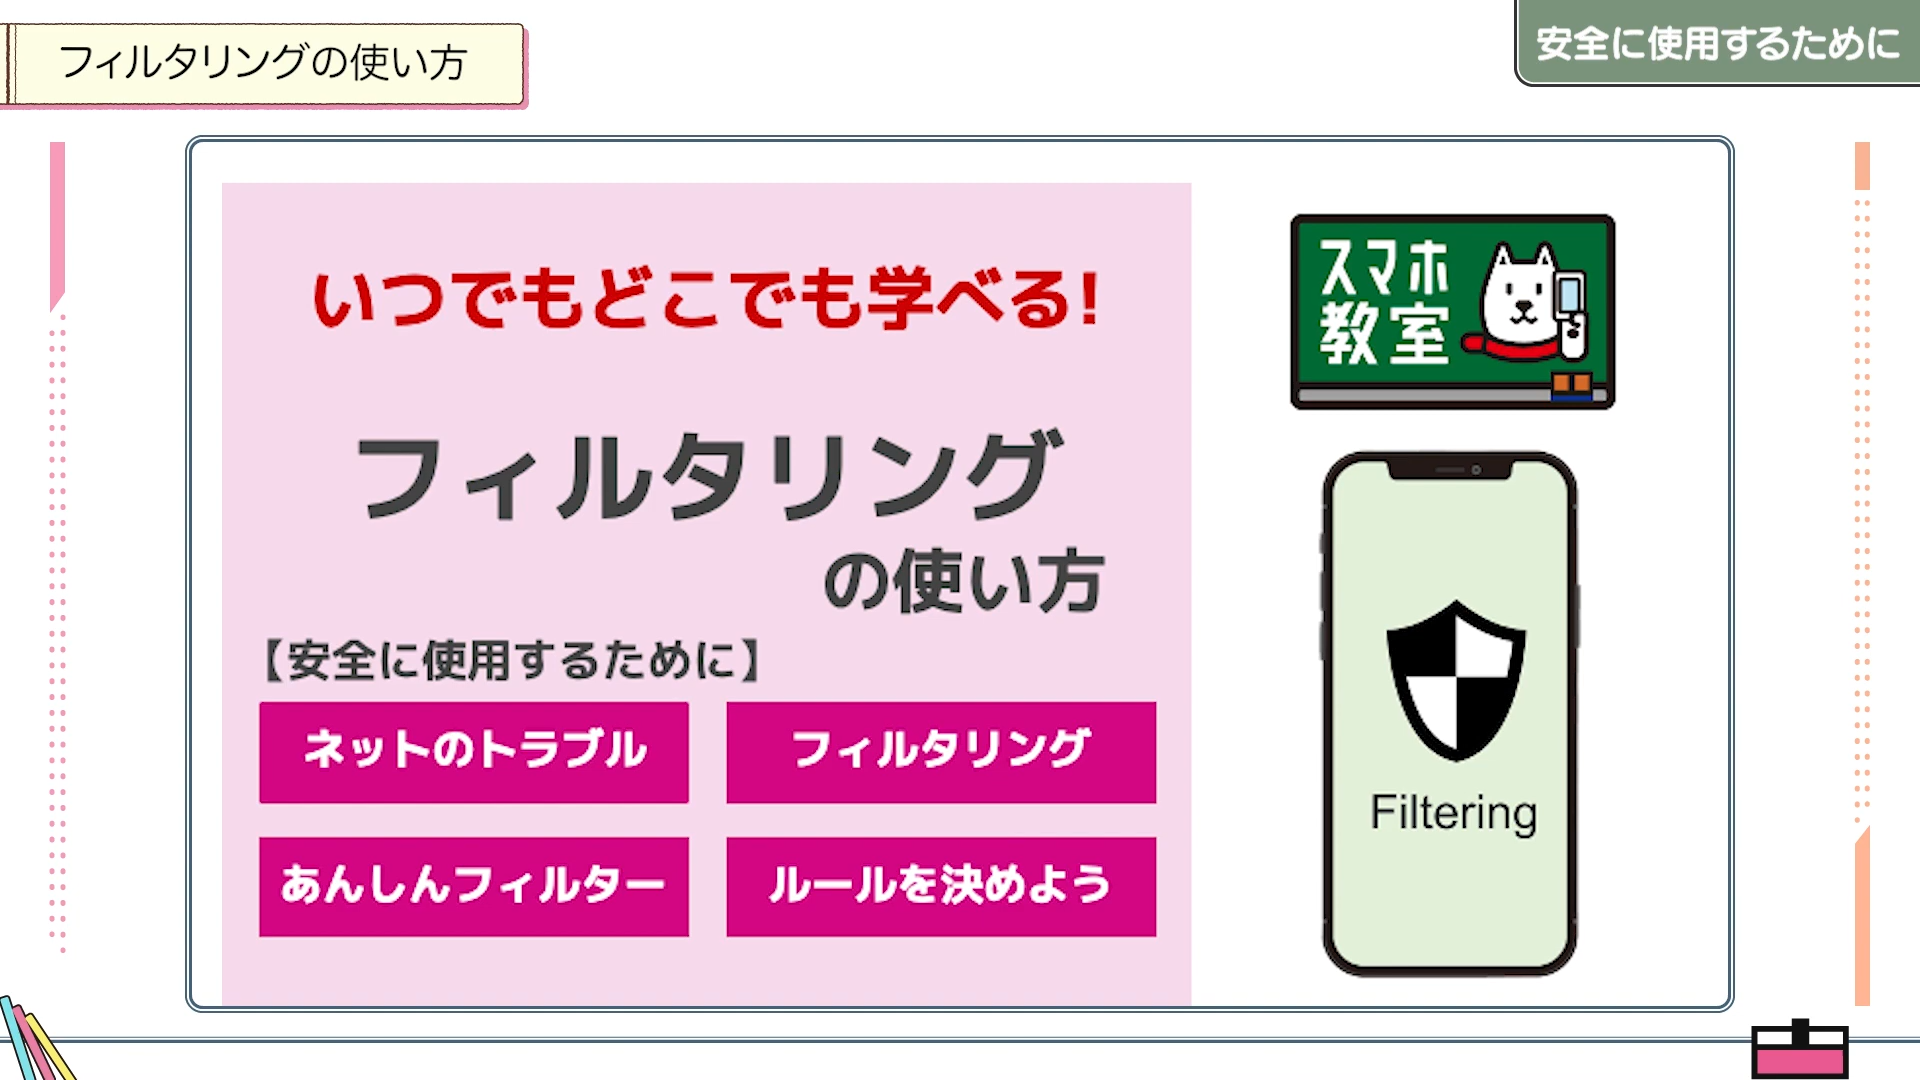 フィルタリングの使い方
安全に使用するために
いつでもどこでも学べる!
フィルタリング
の使い方
【安全に使用するために】
ネットのトラブル
フィルタリング
あんしんフィルター
ルールを決めよう
スマホ
教室
Filtering